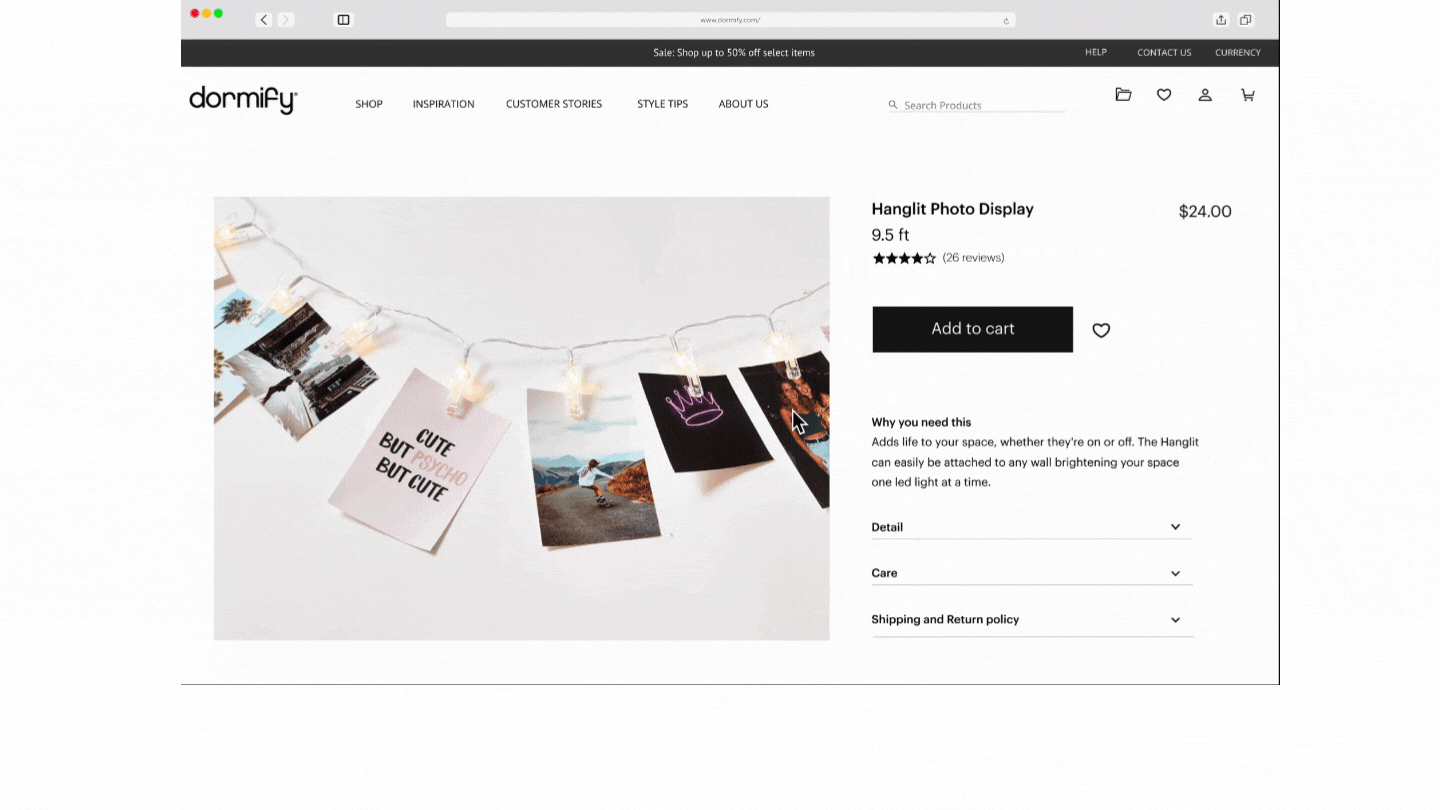 www.dormify.com/
Sale: Shop up to 50% off select items
HELP
CONTACT US
CURRENCY
dormify
SHOP
INSPIRATION
CUSTOMER STORIES
STYLE TIPS
ABOUT US
Search Products
CUTE
BUT PSYCHO
BUT CUTE
Hanglit Photo Display
$24.00
9.5 ft
(26 reviews)
Add to cart
Why you need this
Adds life to your space, whether they're on or off. The Hanglit
can easily be attached to any wall brightening your space
one led light at a time.
Detail
Care
Shipping and Return policy